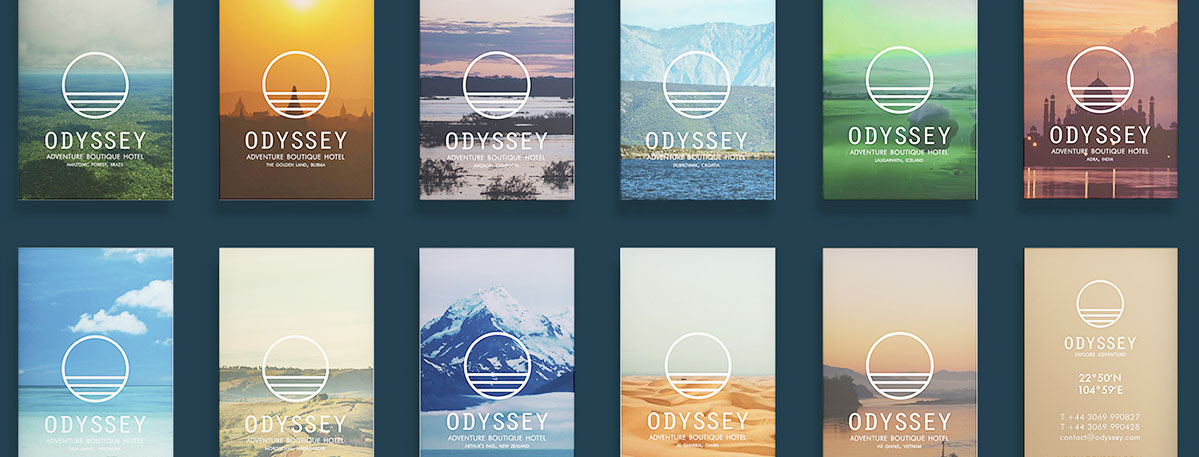 ODYSSEY
ADVENTURE BOUTIQUE HOTEL
AMAZONIC FOREST, BRAZIL
ODYSSEY
ADVENTURE BOUTIQUE HOTEL
THE GOLDEN LAND, BURMA
ODYSSEY
ADVENTURE BOUTIQUE HOTEL
ODYSSEY
ADVENTURE BOUTIQUE HOTEL
DUBROVNIK, CROATIA
ODYSSEY
ADVENTURE BOUTIQUE HOTEL
LAUGARVATN, ICELAND
ODYSSEY
ADVENTURE BOUTIQUE HOTEL
AGRA, INDIA
ODYSSEY
ADVENTURE BOUTIQUE HOTEL
INDONESIA
ODYSSEY
ADVENTURE BOUTIQUE HOTEL
MADAGASCAR
ODYSSEY
ADVENTURE BOUTIQUE HOTEL
ARTHUR'S PASS, NEW ZEALAND
ODYSSEY
ADVENTURE BOUTIQUE HOTEL
OMAN
ODYSSEY
ADVENTURE BOUTIQUE HOTEL
HÀ GIANG, VIETNAM
ODYSSEY
EXPLORE ADVENTURE
22°50'N
104°59'E
T +44 3069 990827
T +44 3069 990428
contact@odyssey.com